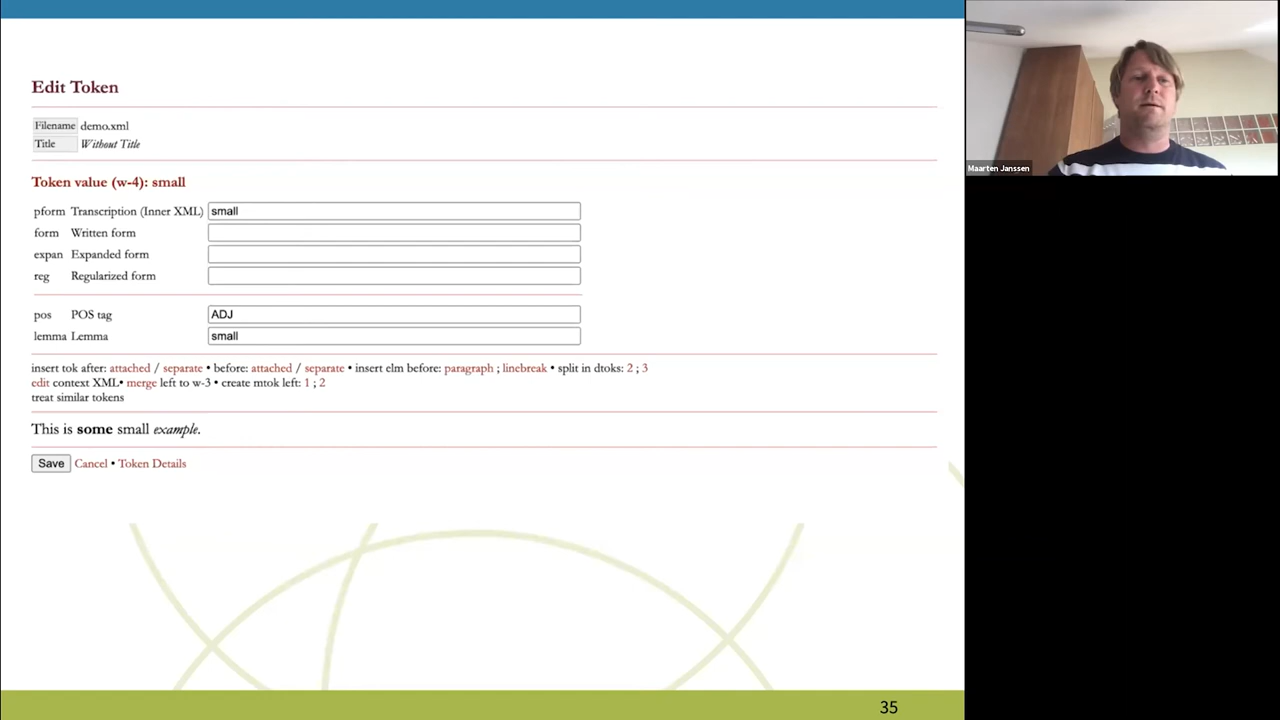 Edit Token
Filename demo.xml
Title Without Title
Token value (w-4): small
pform Transcription (Inner XML) small
form Written form
expan Expanded form
reg Regularized form
pos POS tag ADJ
lemma Lemma small
insert tok after: attached / separate • before: attached / separate • insert elm before: paragraph ; linebreak • split in dtoks: 2 ; 3
edit context XML• merge left to w-3 • create mtok left: 1 ; 2
treat similar tokens
This is some small example.
Save Cancel • Token Details
35
Maarten Janssen